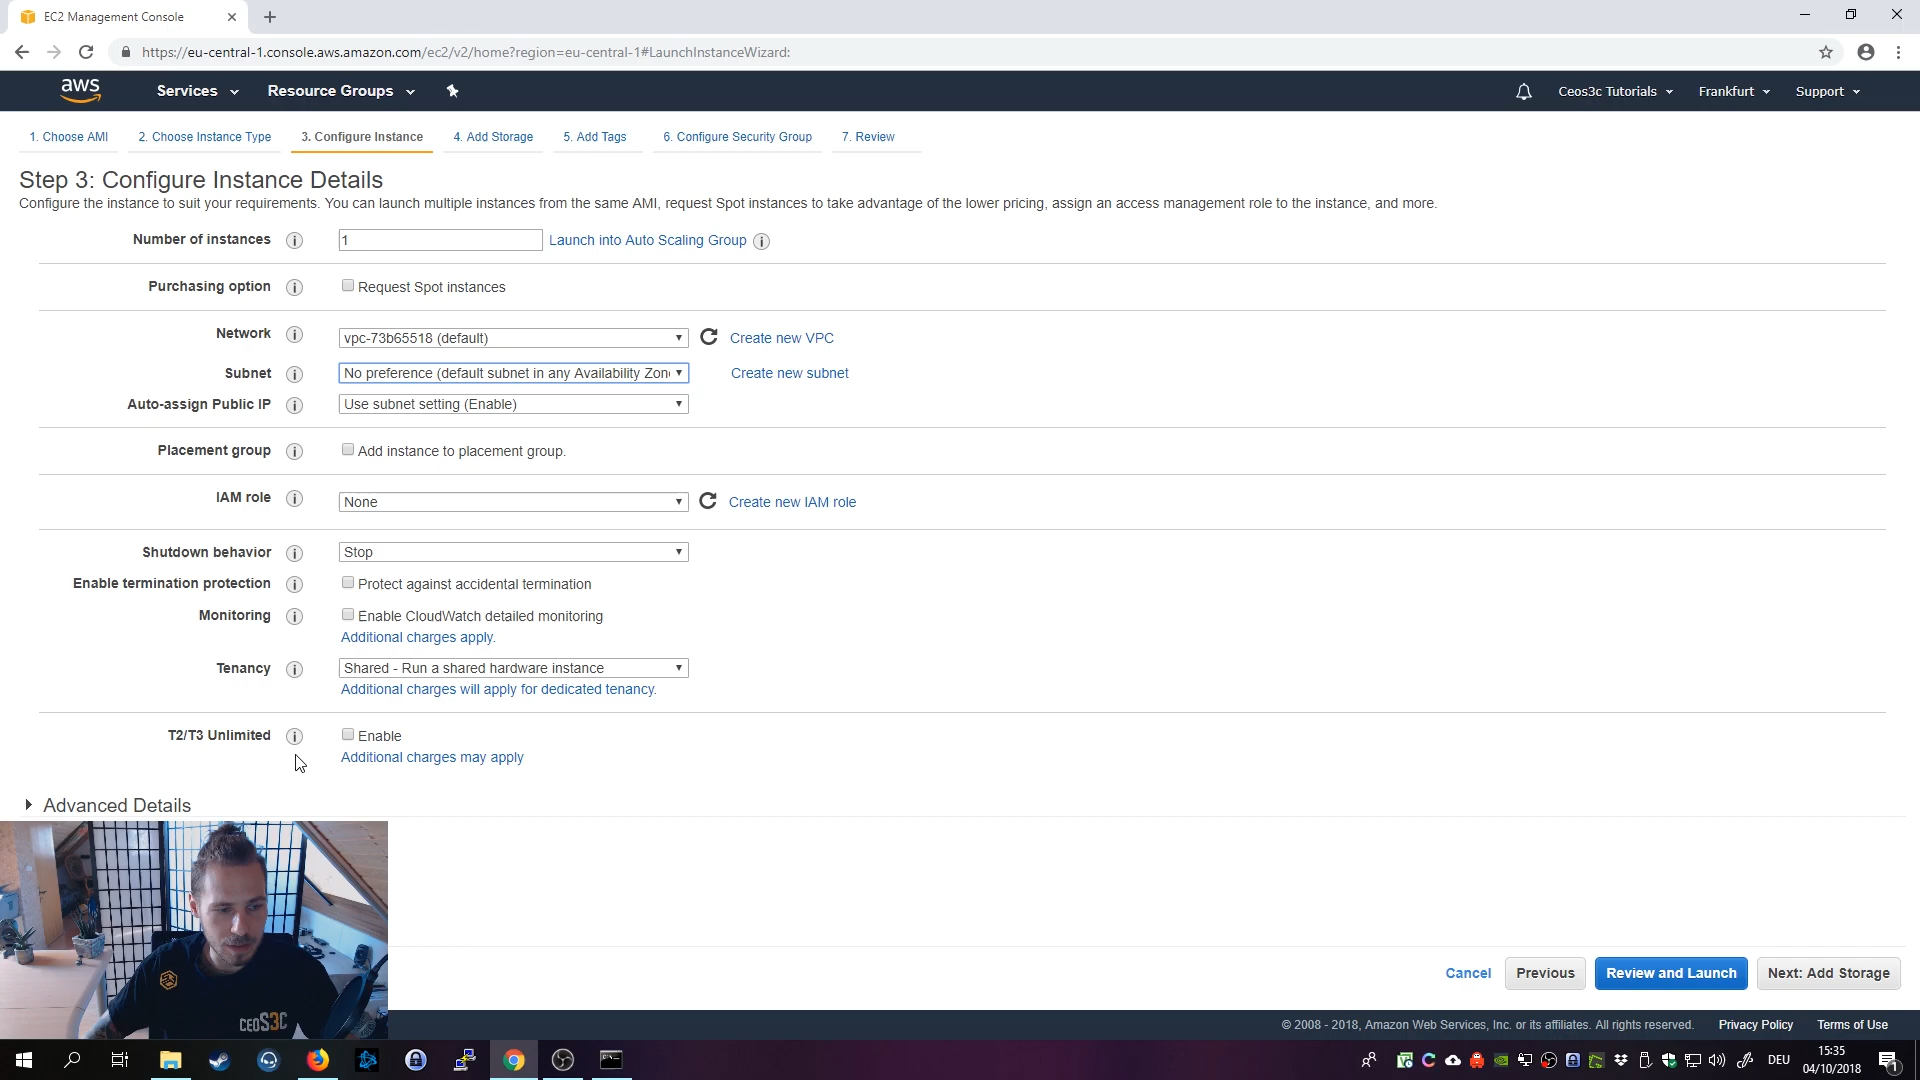 EC2 Management Console
https://eu-central-1.console.aws.amazon.com/ec2/v2/home?region=eu-central-1#LaunchInstanceWizard:
aws Services Resource Groups Ceos3c Tutorials Frankfurt Support
1. Choose AMI 2. Choose Instance Type 3. Configure Instance 4. Add Storage 5. Add Tags 6. Configure Security Group 7. Review
Step 3: Configure Instance Details
Configure the instance to suit your requirements. You can launch multiple instances from the same AMI, request Spot instances to take advantage of the lower pricing, assign an access management role to the instance, and more.
Number of instances 1 Launch into Auto Scaling Group
Purchasing option Request Spot instances
Network vpc-73b65518 (default) Create new VPC
Subnet No preference (default subnet in any Availability Zon Create new subnet
Auto-assign Public IP Use subnet setting (Enable)
Placement group Add instance to placement group.
IAM role None Create new IAM role
Shutdown behavior Stop
Enable termination protection Protect against accidental termination
Monitoring Enable CloudWatch detailed monitoring
Additional charges apply.
Tenancy Shared - Run a shared hardware instance
Additional charges will apply for dedicated tenancy.
T2/T3 Unlimited Enable
Additional charges may apply
Advanced Details
CEOS3C
Cancel Previous Review and Launch Next: Add Storage
© 2008 - 2018, Amazon Web Services, Inc. or its affiliates. All rights reserved. Privacy Policy Terms of Use
DEU 15:35
04/10/2018
1